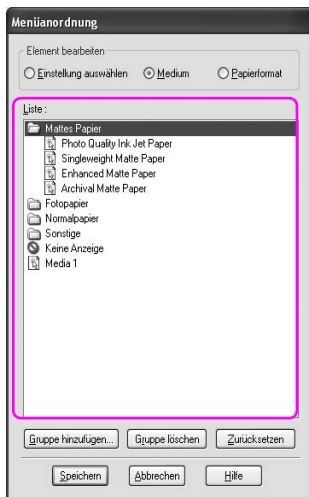 Menüanordnung
Element bearbeiten
Einstellung auswählen Medium Papierformat
Liste :
Mattes Papier
Photo Quality Ink Jet Paper
Singleweight Matte Paper
Enhanced Matte Paper
Archival Matte Paper
Fotopapier
Normalpapier
Sonstige
Keine Anzeige
Media 1
Gruppe hinzufügen... Gruppe löschen Zurücksetzen
Speichern Abbrechen Hilfe